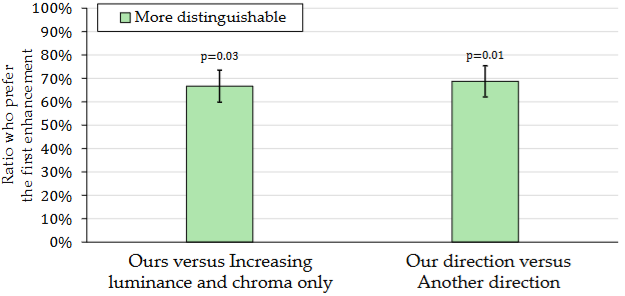 100%
More distinguishable
90%
80%
p=0.03
p=0.01
70%
60%
50%
40%
30%
20%
10%
0%
Ratio who prefer
the first enhancement
Ours versus Increasing
luminance and chroma only
Our direction versus
Another direction